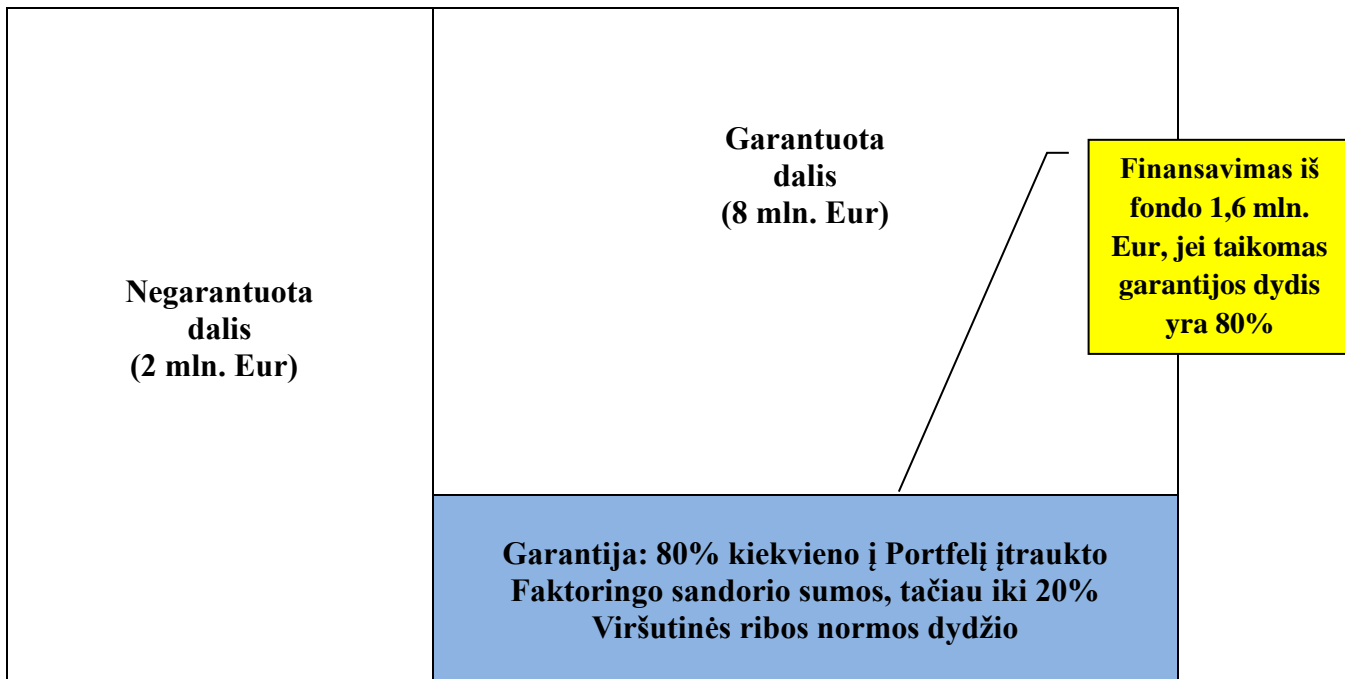 Negarantuota
dalis
(2 mln. Eur)
Garantuota
dalis
(8 mln. Eur)
Finansavimas iš
fondo 1,6 mln.
Eur, jei taikomas
garantijos dydis
yra 80%
Garantija: 80% kiekvieno į Portfelį įtraukto
Faktoringo sandorio sumos, tačiau iki 20%
Viršutinės ribos normos dydžio